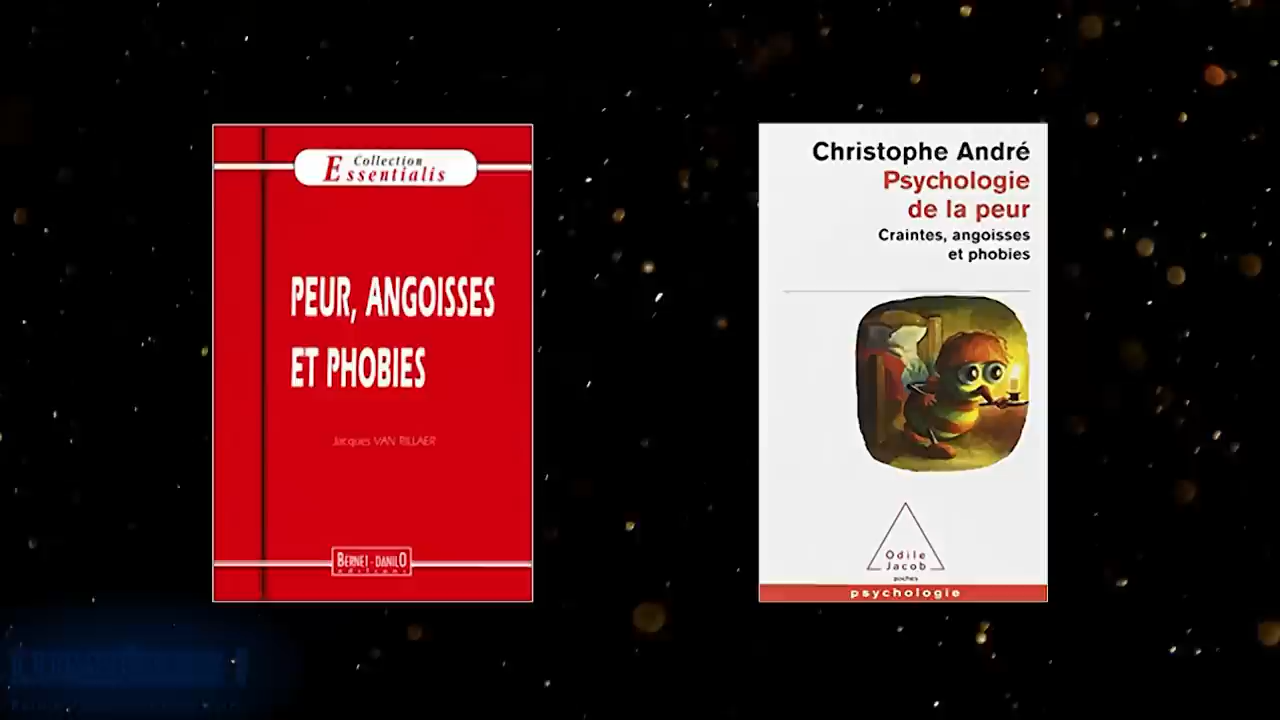 Collection
Essentialis
PEUR, ANGOISSES
ET PHOBIES
Jacques VAN RILLAER
BERNET - DANILO
éditions
Christophe André
Psychologie
de la peur
Craintes, angoisses
et phobies
Odile
Jacob
poches
psychologie